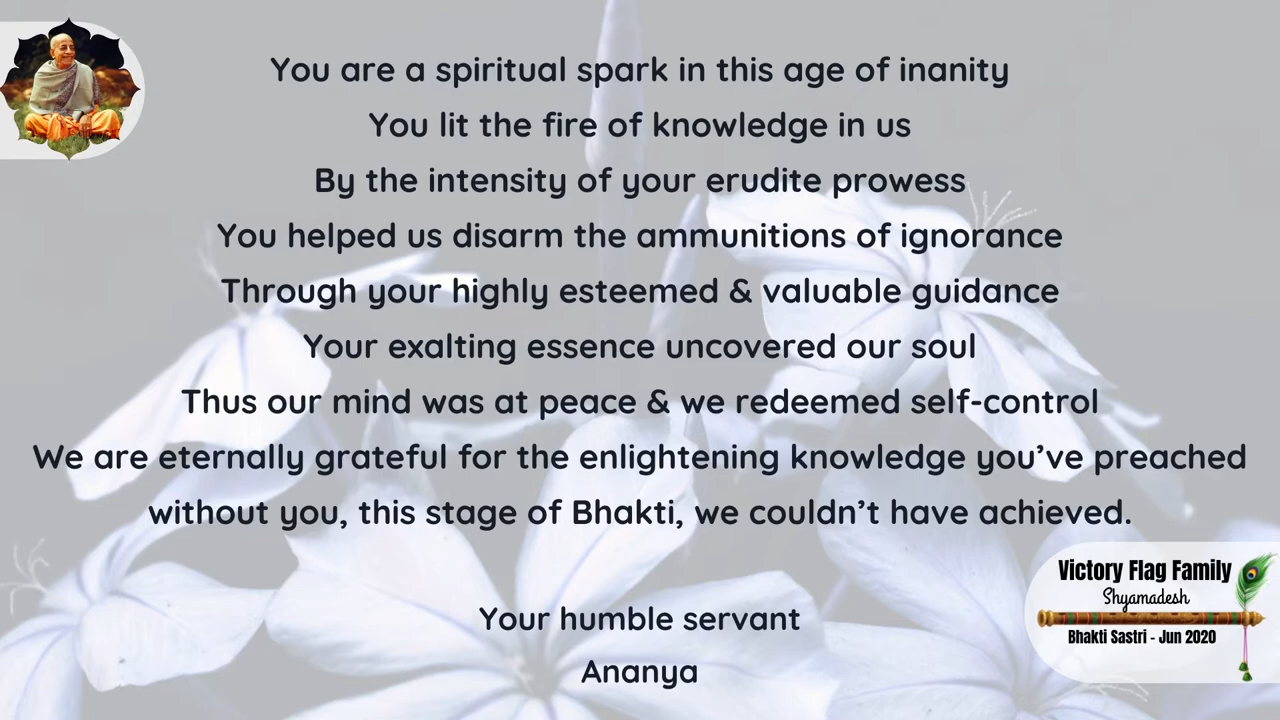 You are a spiritual spark in this age of inanity
You lit the fire of knowledge in us
By the intensity of your erudite prowess
You helped us disarm the ammunitions of ignorance
Through your highly esteemed & valuable guidance
Your exalting essence uncovered our soul
Thus our mind was at peace & we redeemed self-control
We are eternally grateful for the enlightening knowledge you’ve preached
without you, this stage of Bhakti, we couldn’t have achieved.
Your humble servant
Ananya
Victory Flag Family
Shyamadesh
Bhakti Sastri - Jun 2020